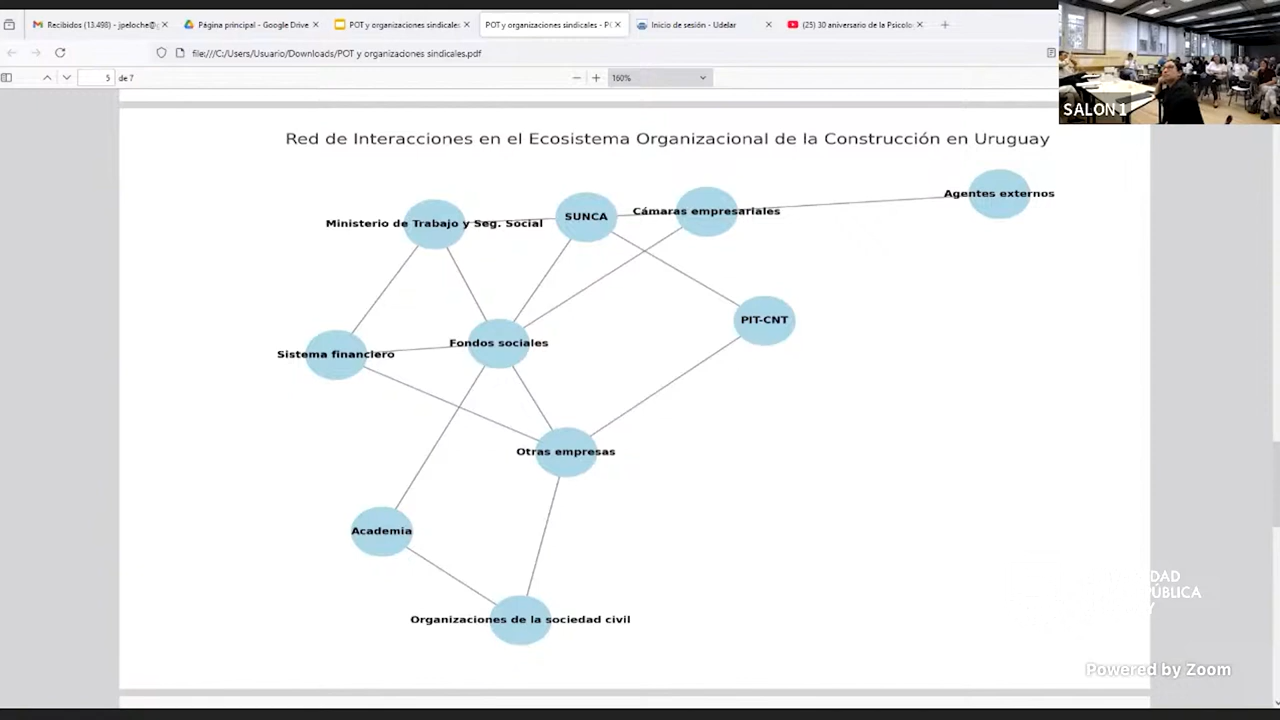 Recibidos (13.498) - jpeloche@
Página principal - Google Drive
POT y organizaciones sindicales
POT y organizaciones sindicales - P
Inicio de sesión - Udelar
(25) 30 aniversario de la Psicolo
file:///C:/Users/Usuario/Downloads/POT y organizaciones sindicales.pdf
5 de 7
160%
SALON 1
Red de Interacciones en el Ecosistema Organizacional de la Construcción en Uruguay
Agentes externos
Cámaras empresariales
SUNCA
Ministerio de Trabajo y Seg. Social
PIT-CNT
Fondos sociales
Sistema financiero
Otras empresas
Academia
Organizaciones de la sociedad civil
DAD
PÚBLICA
Y
Powered by Zoom